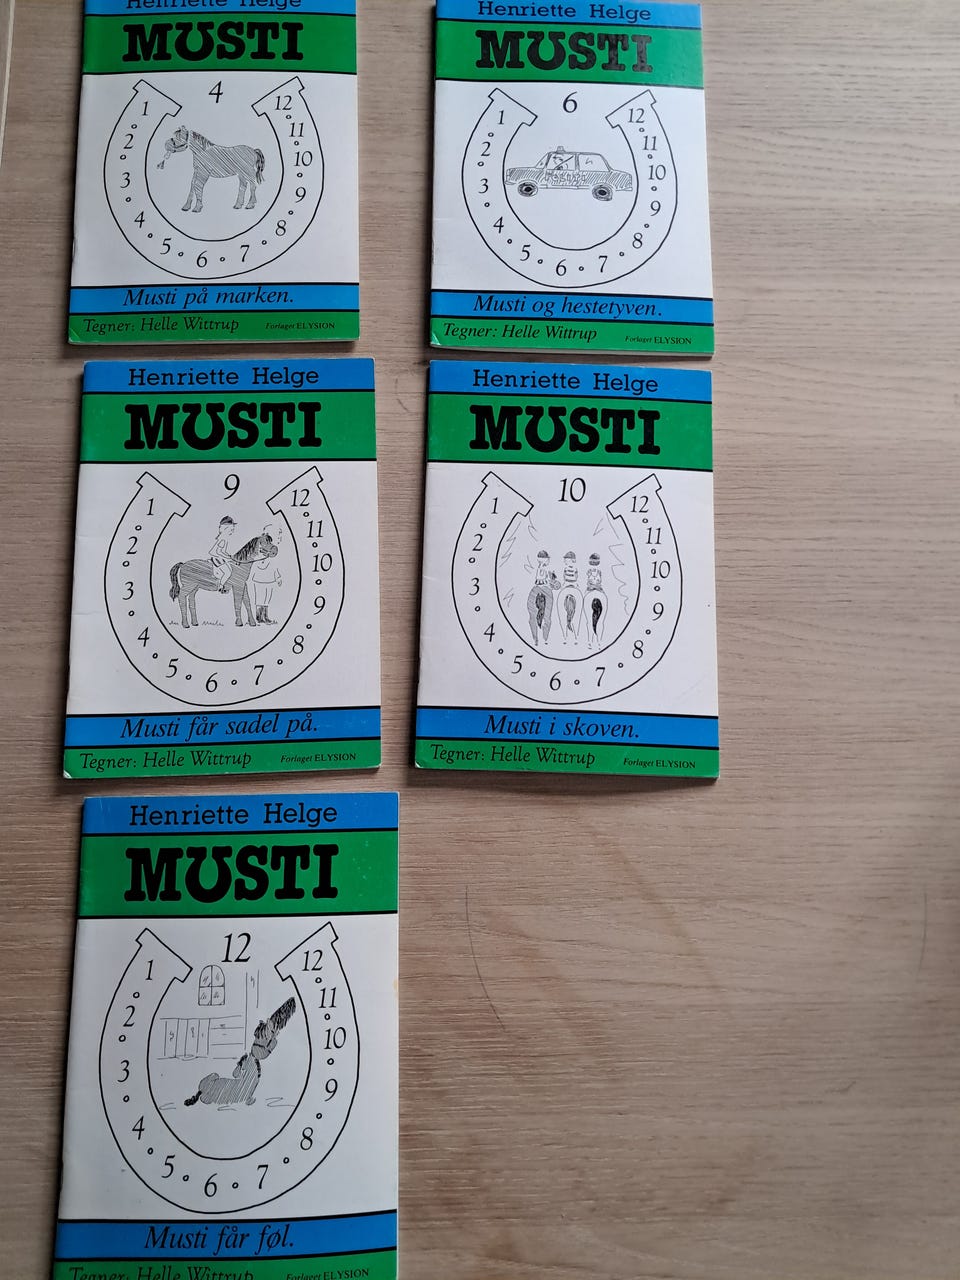 Henriette Helge
MUSTI
4
1 2 3 4 5 6 7 8 9 10 11 12
Musti på marken.
Tegner: Helle Wittrup Forlaget ELYSION
Henriette Helge
MUSTI
6
1 2 3 4 5 6 7 8 9 10 11 12
Musti og hestetyven.
Tegner: Helle Wittrup Forlaget ELYSION
Henriette Helge
MUSTI
9
1 2 3 4 5 6 7 8 9 10 11 12
Musti får sadel på.
Tegner: Helle Wittrup Forlaget ELYSION
Henriette Helge
MUSTI
10
1 2 3 4 5 6 7 8 9 10 11 12
Musti i skoven.
Tegner: Helle Wittrup Forlaget ELYSION
Henriette Helge
MUSTI
12
1 2 3 4 5 6 7 8 9 10 11 12
Musti får føl.
Tegner: Helle Wittrup Forlaget ELYSION